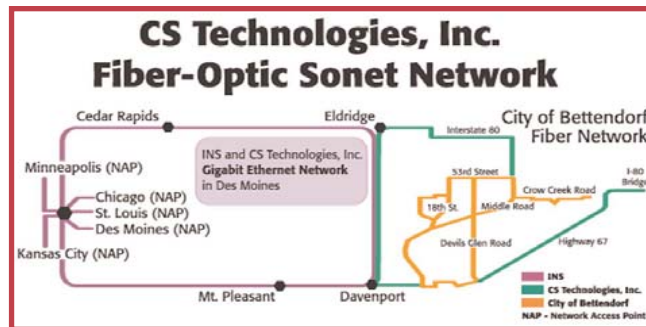 CS Technologies, Inc.
Fiber-Optic Sonet Network
Cedar Rapids
Eldridge
Interstate 80
City of Bettendorf
Fiber Network
Minneapolis (NAP)
INS and CS Technologies, Inc.
Gigabit Ethernet Network
in Des Moines
53rd Street
I-80
Bridge
Crow Creek Road
Chicago (NAP)
St. Louis (NAP)
Des Moines (NAP)
18th St.
Middle Road
Kansas City (NAP)
Devils Glen Road
Highway 67
Mt. Pleasant
Davenport
INS
CS Technologies, Inc.
City of Bettendorf
NAP - Network Access Point